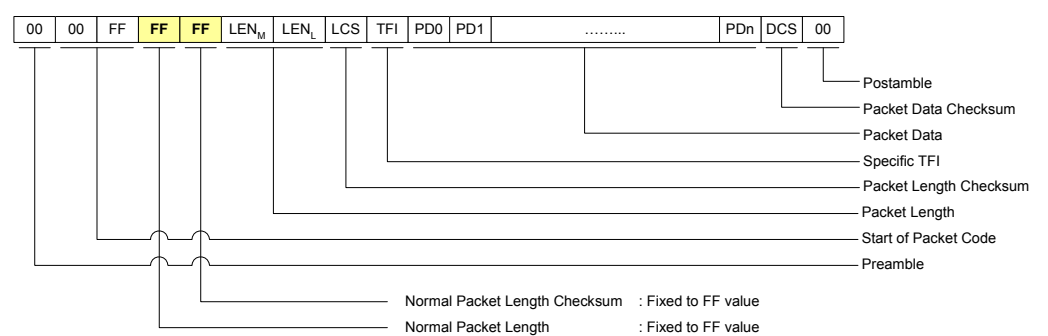 00 00 FF FF FF LENM LENL LCS TFI PD0 PD1 ……... PDn DCS 00
Postamble
Packet Data Checksum
Packet Data
Specific TFI
Packet Length Checksum
Packet Length
Start of Packet Code
Preamble
Normal Packet Length Checksum : Fixed to FF value
Normal Packet Length : Fixed to FF value